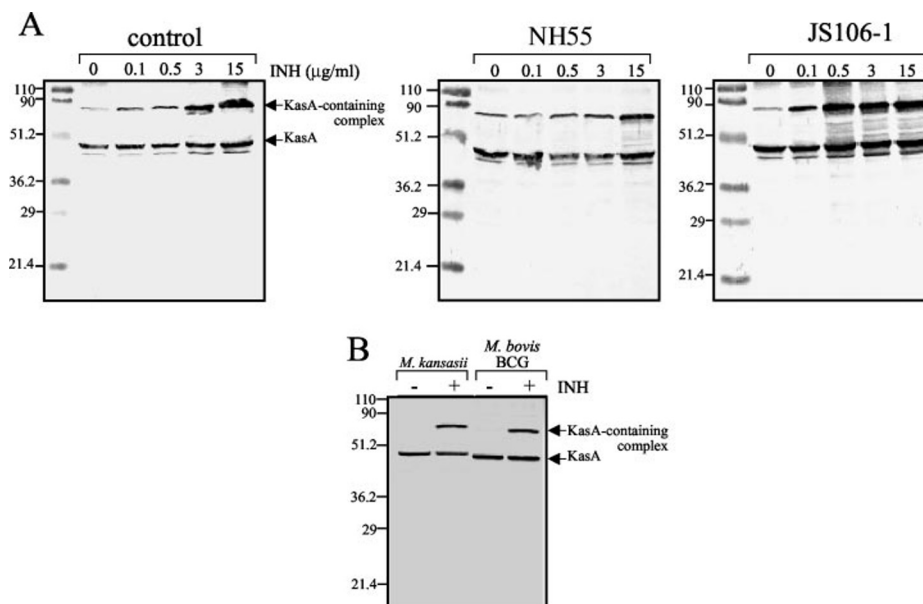 A
control
INH (µg/ml)
0 0.1 0.5 3 15
110
90
51.2
36.2
29
21.4
KasA-containing
complex
KasA
NH55
0 0.1 0.5 3 15
110
90
51.2
36.2
29
21.4
JS106-1
0 0.1 0.5 3 15
110
90
51.2
36.2
29
21.4
B
M. kansasii
M. bovis
BCG
- + - + INH
110
90
51.2
36.2
29
21.4
KasA-containing
complex
KasA